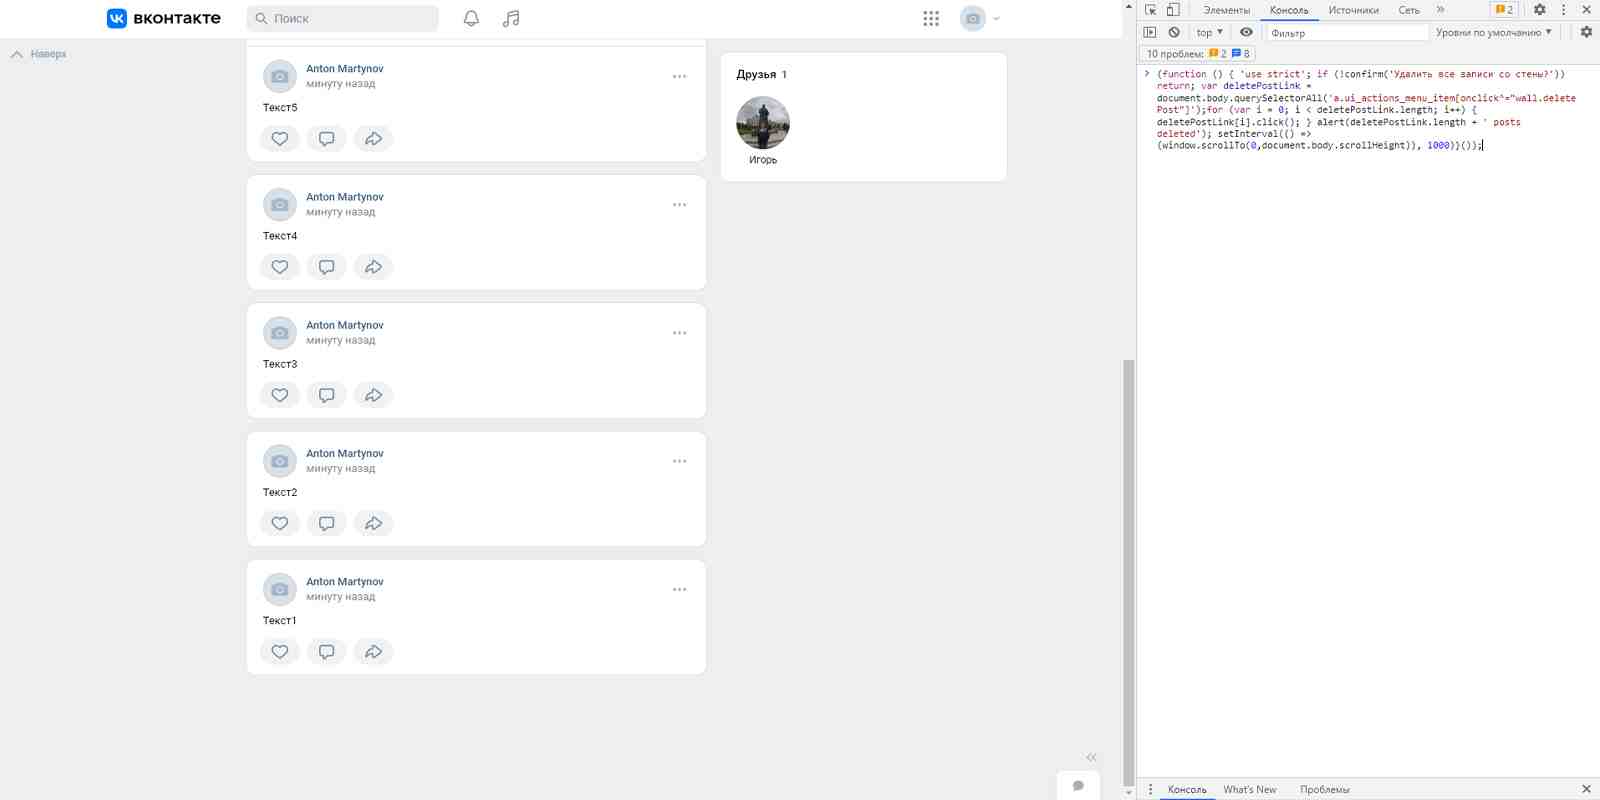 вконтакте
Поиск
Наверх
Anton Martynov
минуту назад
Текст5
Anton Martynov
минуту назад
Текст4
Anton Martynov
минуту назад
Текст3
Anton Martynov
минуту назад
Текст2
Anton Martynov
минуту назад
Текст1
Друзья 1
Игорь
Элементы Консоль Источники Сеть » 2
top ▼ Фильтр Уровни по умолчанию ▼
10 проблем: 2 8
(function () { 'use strict'; if (!confirm('Удалить все записи со стены?'))
return; var deletePostLink =
document.body.querySelectorAll('a.ui_actions_menu_item[onclick^="wall.delete
Post"]');for (var i = 0; i < deletePostLink.length; i++) {
deletePostLink[i].click(); } alert(deletePostLink.length + ' posts
deleted'); setInterval(() =>
(window.scrollTo(0,document.body.scrollHeight)), 1000)}());
Консоль What's New Проблемы